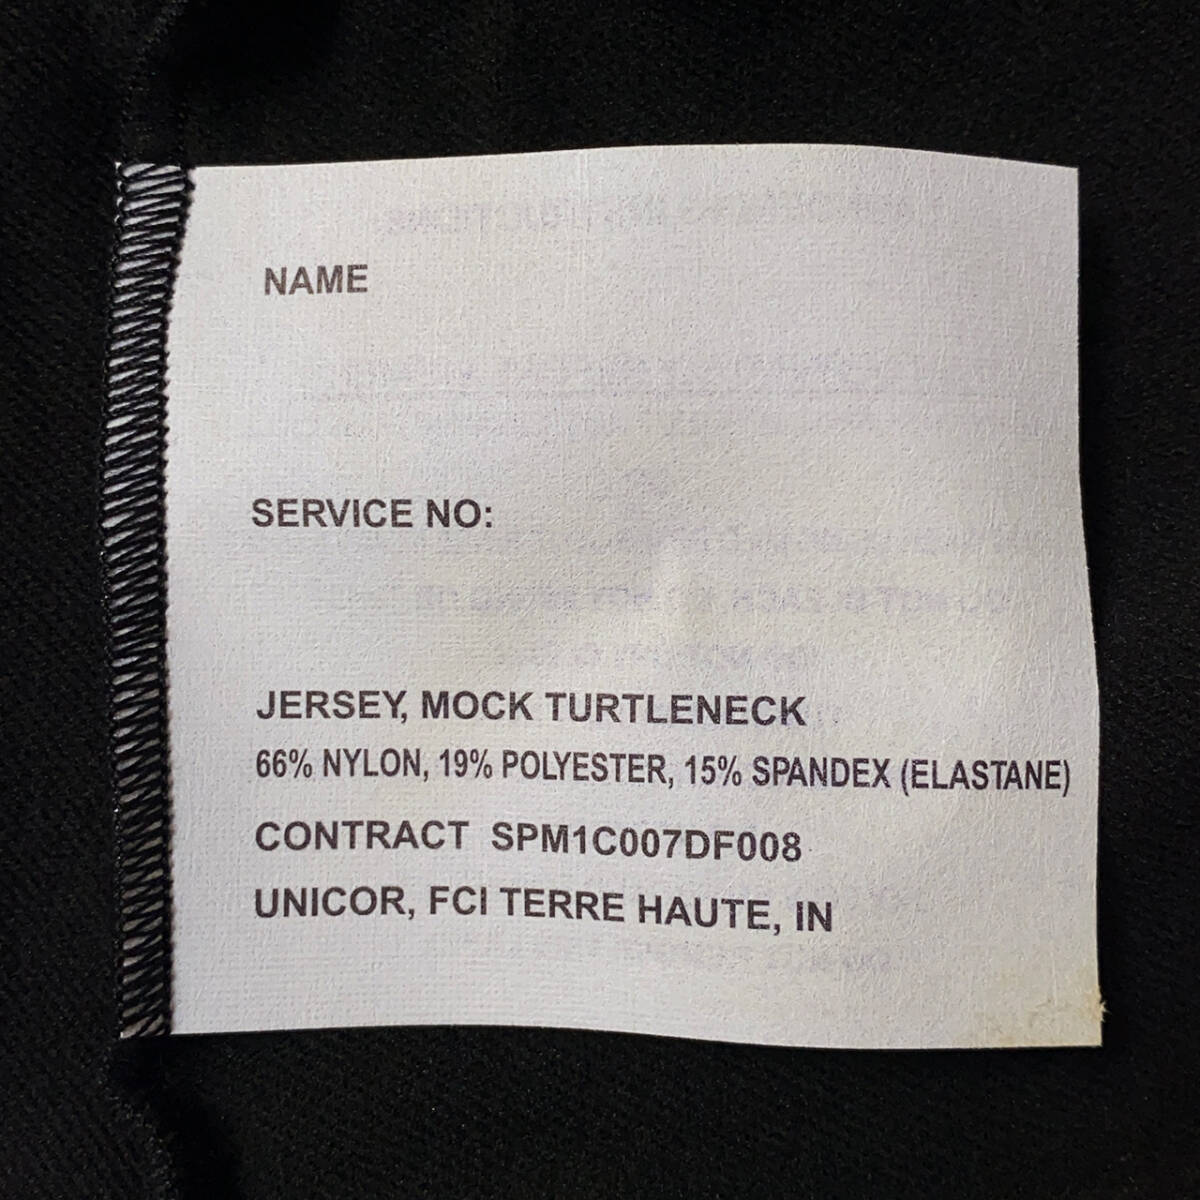 NAME
SERVICE NO:
JERSEY, MOCK TURTLENECK
66% NYLON, 19% POLYESTER, 15% SPANDEX (ELASTANE)
CONTRACT SPM1C007DF008
UNICOR, FCI TERRE HAUTE, IN